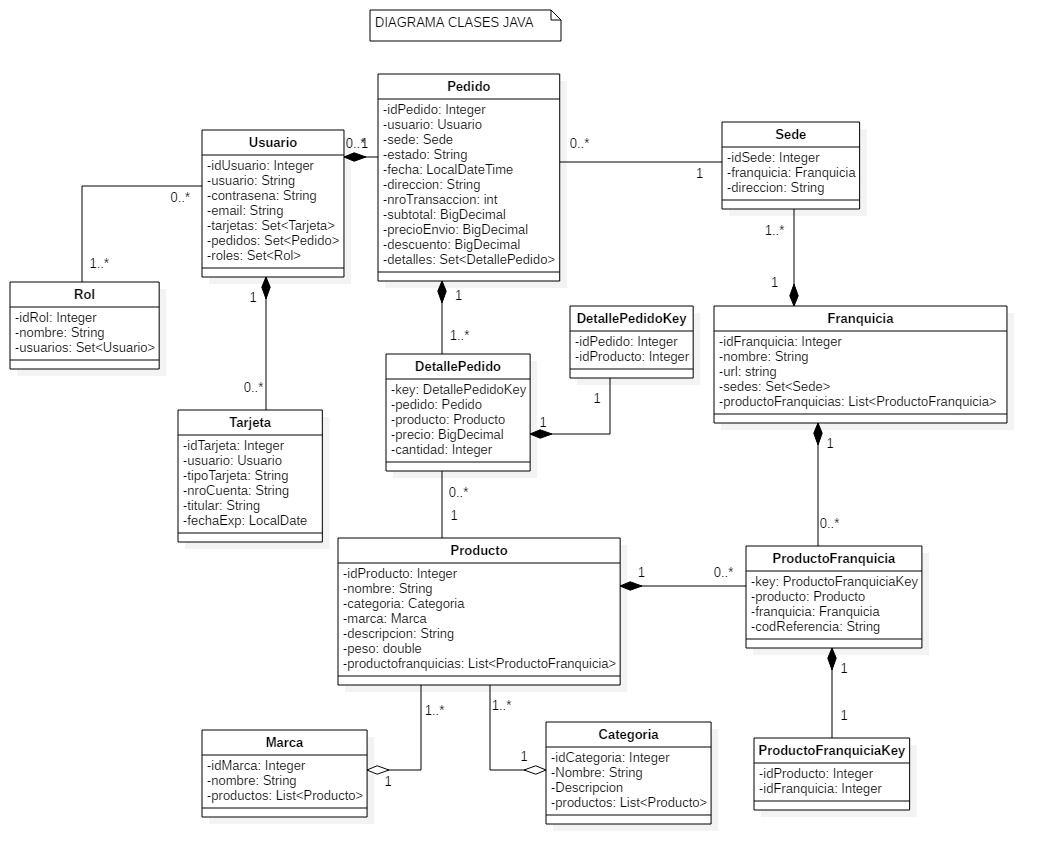 DIAGRAMA CLASES JAVA
Pedido
-idPedido: Integer
-usuario: Usuario
-sede: Sede
-estado: String
-fecha: LocalDateTime
-direccion: String
-nroTransaccion: int
-subtotal: BigDecimal
-precioEnvio: BigDecimal
-descuento: BigDecimal
-detalles: Set<DetallePedido>
Usuario
-idUsuario: Integer
-usuario: String
-contrasena: String
-email: String
-tarjetas: Set<Tarjeta>
-pedidos: Set<Pedido>
-roles: Set<Rol>
0..*
1
0..*
1
Sede
-idSede: Integer
-franquicia: Franquicia
-direccion: String
0..*
1..*
Rol
-idRol: Integer
-nombre: String
-usuarios: Set<Usuario>
1
0..*
Tarjeta
-idTarjeta: Integer
-usuario: Usuario
-tipoTarjeta: String
-nroCuenta: String
-titular: String
-fechaExp: LocalDate
1
1..*
DetallePedido
-key: DetallePedidoKey
-pedido: Pedido
-producto: Producto
-precio: BigDecimal
-cantidad: Integer
DetallePedidoKey
-idPedido: Integer
-idProducto: Integer
1
1
1..*
1
Franquicia
-idFranquicia: Integer
-nombre: String
-url: string
-sedes: Set<Sede>
-productoFranquicias: List<ProductoFranquicia>
1
0..*
0..*
1
Producto
-idProducto: Integer
-nombre: String
-categoria: Categoria
-marca: Marca
-descripcion: String
-peso: double
-productofranquicias: List<ProductoFranquicia>
1
0..*
ProductoFranquicia
-key: ProductoFranquiciaKey
-producto: Producto
-franquicia: Franquicia
-codReferencia: String
1
1
ProductoFranquiciaKey
-idProducto: Integer
-idFranquicia: Integer
1..*
1
Marca
-idMarca: Integer
-nombre: String
-productos: List<Producto>
1..*
1
Categoria
-idCategoria: Integer
-Nombre: String
-Descripcion
-productos: List<Producto>